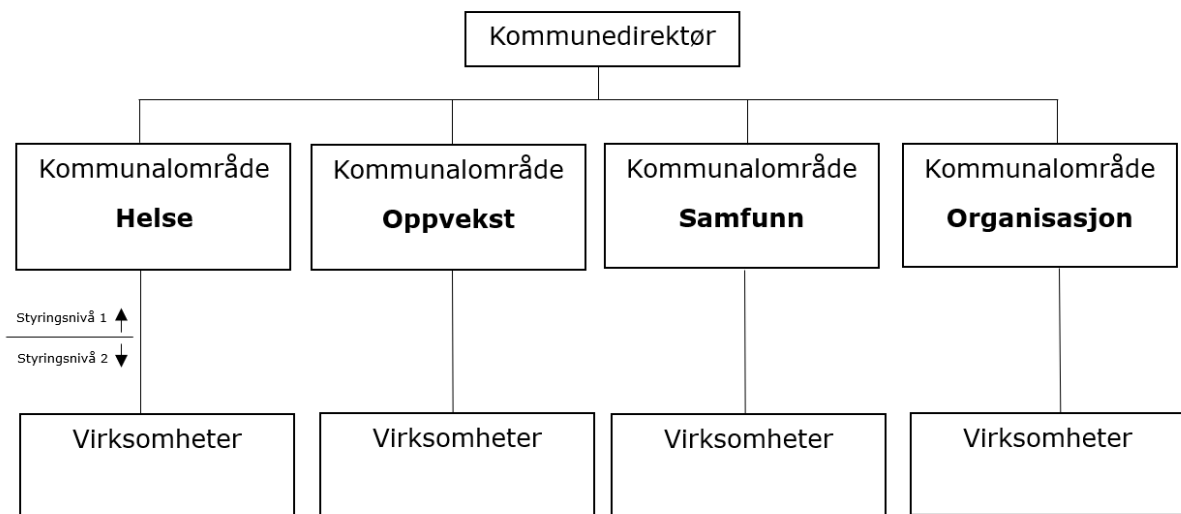 Kommunedirektør
Kommunalområde
Helse
Kommunalområde
Oppvekst
Kommunalområde
Samfunn
Kommunalområde
Organisasjon
Styringsnivå 1
Styringsnivå 2
Virksomheter
Virksomheter
Virksomheter
Virksomheter